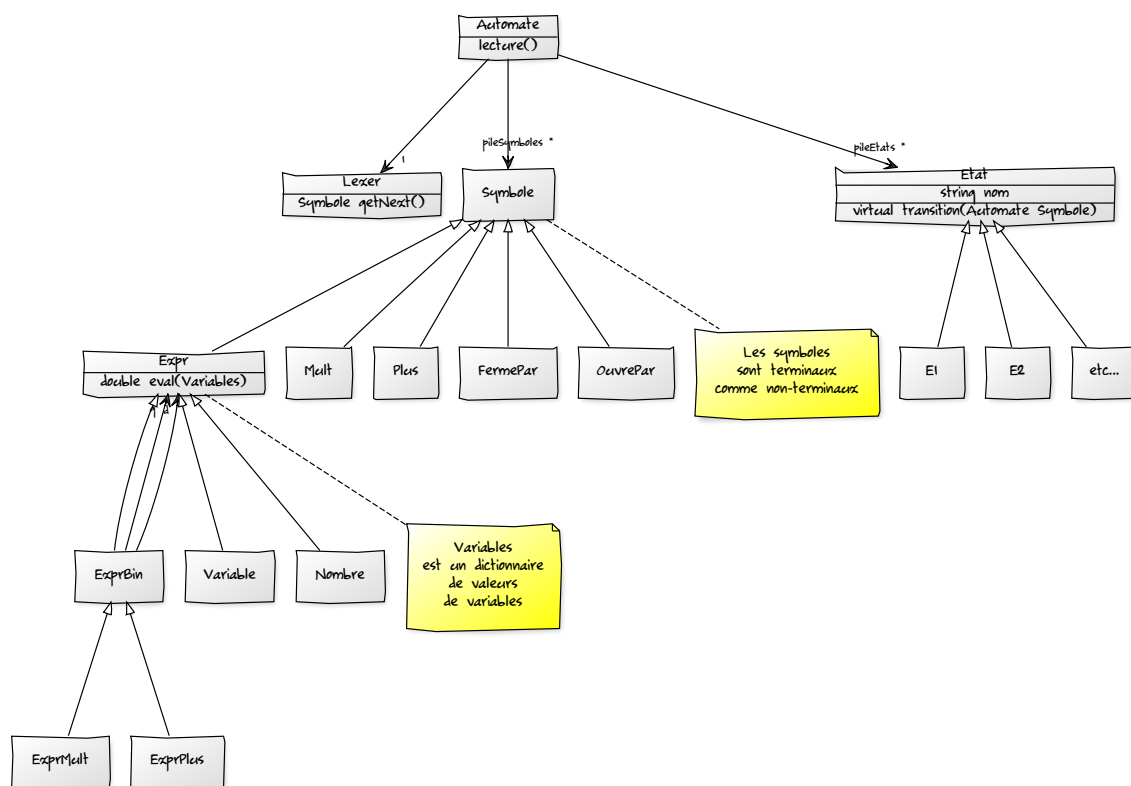 Automate
lecture()
1
pileSymboles *
pileEtats *
Lexer
Symbole getNext()
Symbole
Etat
string nom
virtual transition(Automate Symbole)
Expr
double eval(Variables)
Mult
Plus
FermePar
OuvrePar
Les symboles
sont terminaux
comme non-terminaux
E1
E2
etc...
ExprBin
Variable
Nombre
Variables
est un dictionnaire
de valeurs
de variables
ExprMult
ExprPlus